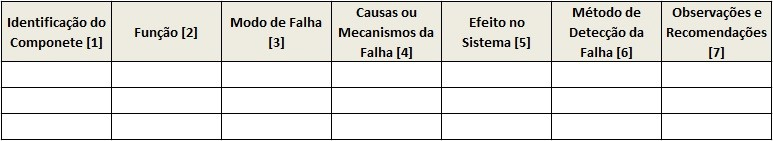 Identificação do
Componete [1]
Função [2]
Modo de Falha
[3]
Causas ou
Mecanismos da
Falha [4]
Efeito no
Sistema [5]
Método de
Detecção da
Falha [6]
Observações e
Recomendações
[7]